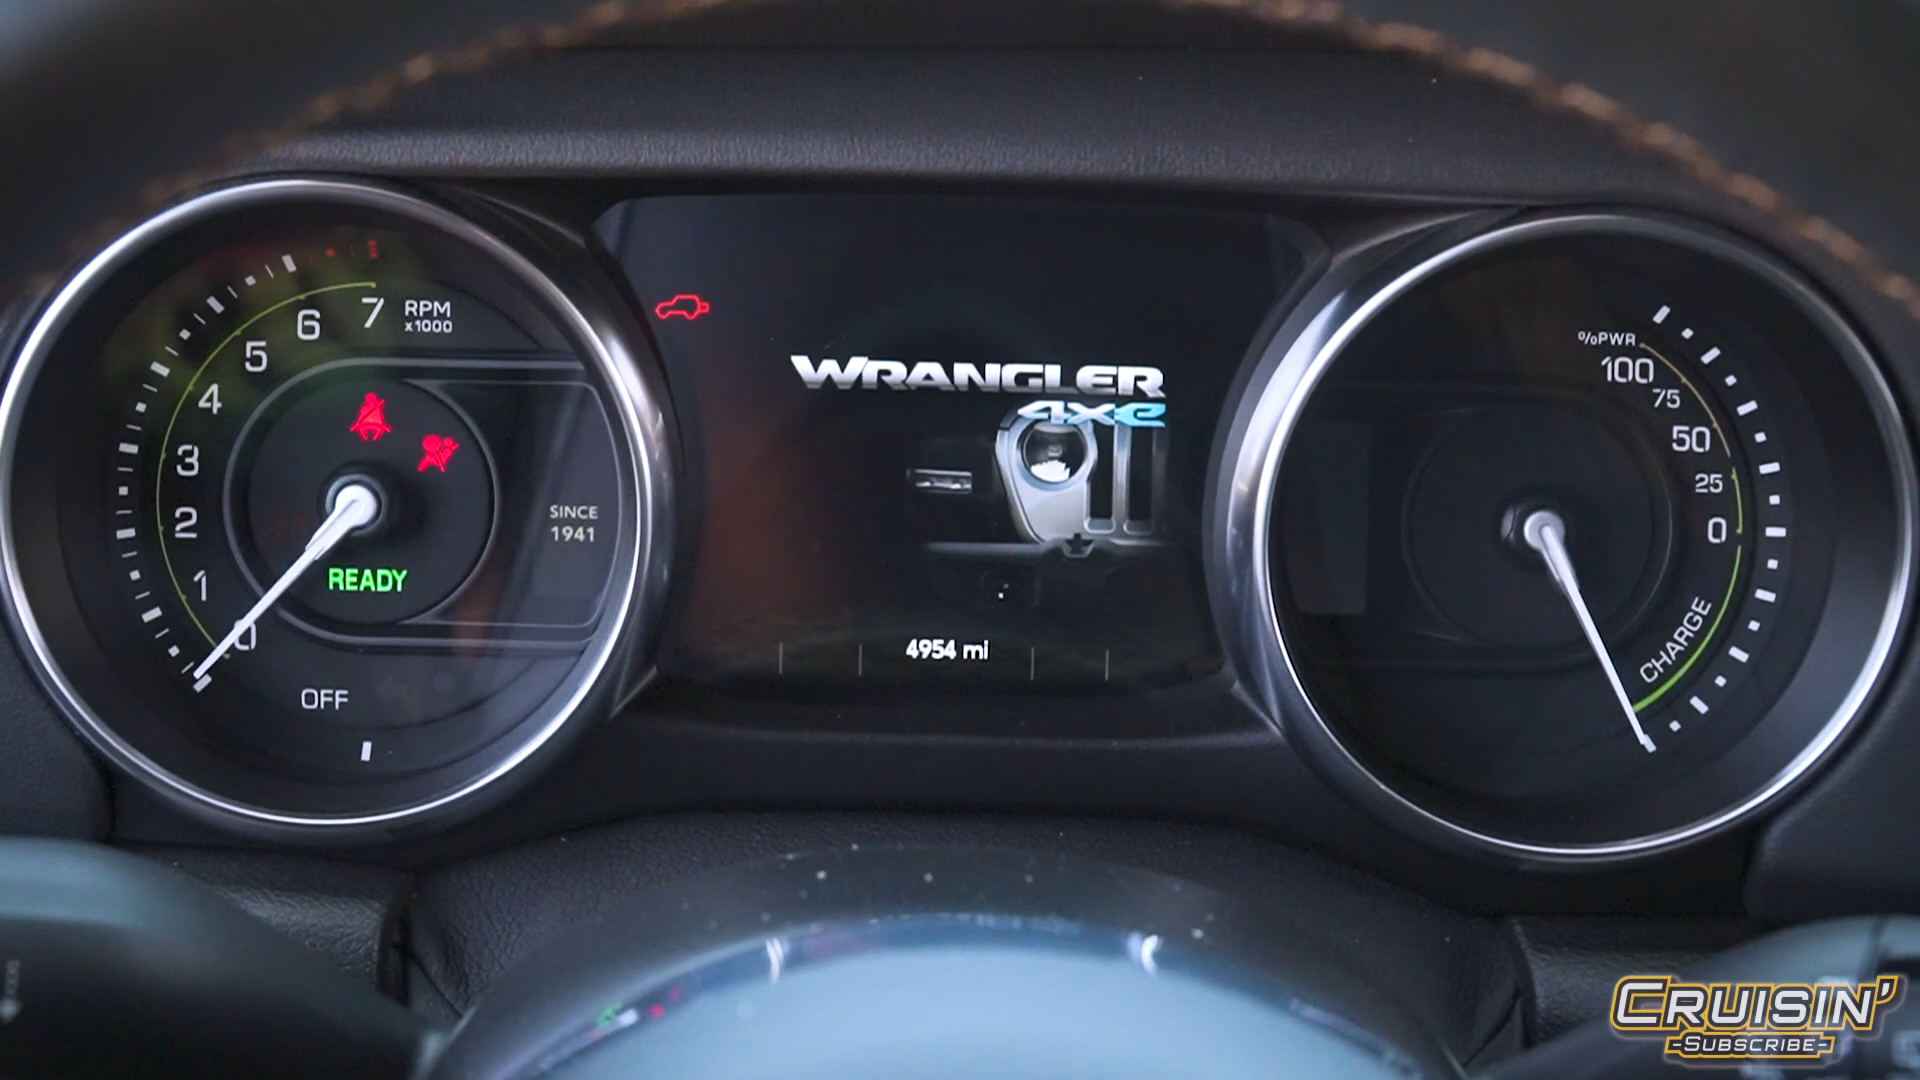 7
RPM
x1000
6
5
4
3
2
1
0
READY
OFF
SINCE
1941
WRANGLER
4xe
4954 mi
%PWR
100
75
50
25
0
CHARGE
CRUISIN'
-SUBSCRIBE-